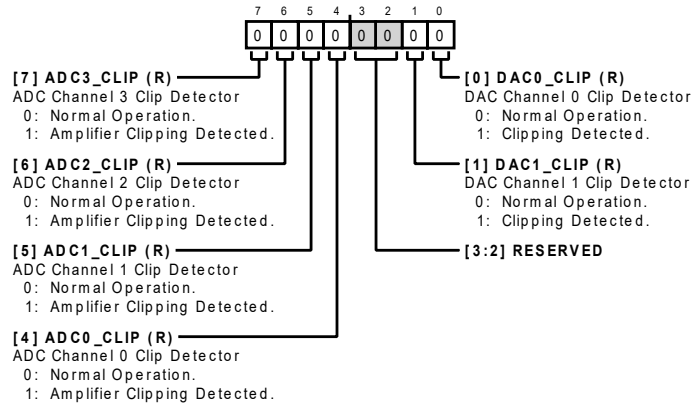 7 6 5 4 3 2 1 0
0 0 0 0 0 0 0 0
[7] ADC3_CLIP (R)
ADC Channel 3 Clip Detector
0: Normal Operation.
1: Amplifier Clipping Detected.
[6] ADC2_CLIP (R)
ADC Channel 2 Clip Detector
0: Normal Operation.
1: Amplifier Clipping Detected.
[5] ADC1_CLIP (R)
ADC Channel 1 Clip Detector
0: Normal Operation.
1: Amplifier Clipping Detected.
[4] ADC0_CLIP (R)
ADC Channel 0 Clip Detector
0: Normal Operation.
1: Amplifier Clipping Detected.
[0] DAC0_CLIP (R)
DAC Channel 0 Clip Detector
0: Normal Operation.
1: Clipping Detected.
[1] DAC1_CLIP (R)
DAC Channel 1 Clip Detector
0: Normal Operation.
1: Clipping Detected.
[3:2] RESERVED